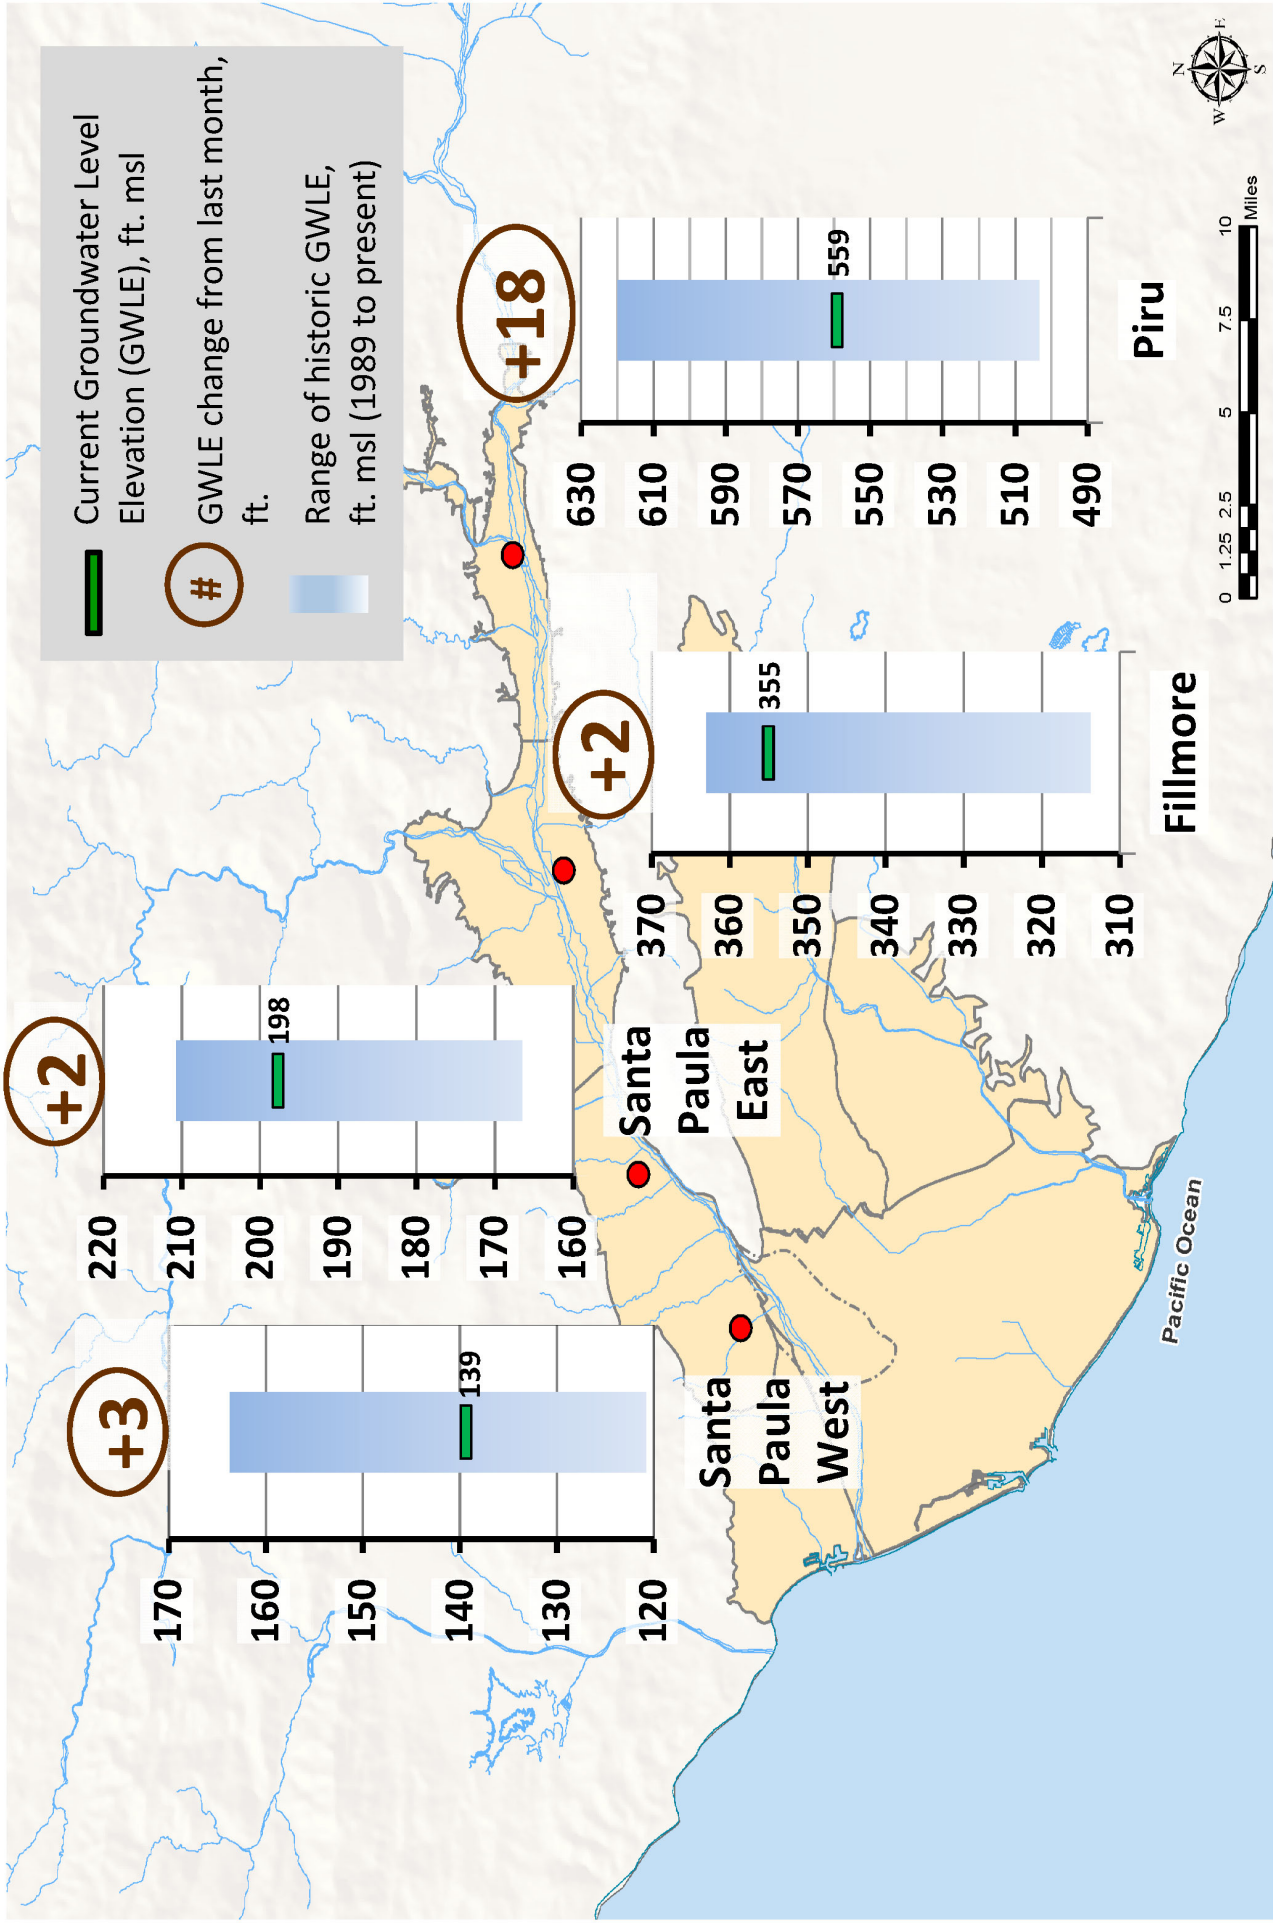 Current Groundwater Level
Elevation (GWLE), ft. msl
#
GWLE change from last month,
ft.
Range of historic GWLE,
ft. msl (1989 to present)
+3
170
160
150
140
130
120
139
Santa
Paula
West
+2
220
210
200
190
180
170
160
198
Santa
Paula
East
+2
370
360
350
340
330
320
310
355
Fillmore
+18
630
610
590
570
550
530
510
490
559
Piru
Pacific Ocean
0 1.25 2.5 5 7.5 10
Miles
N
W E
S